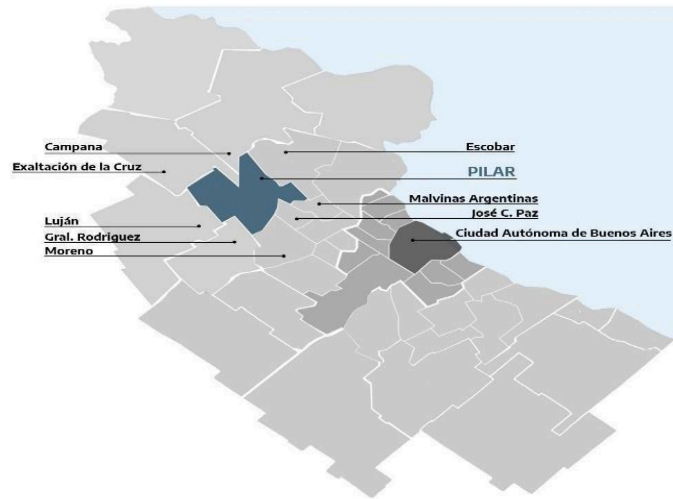 Campana
Exaltación de la Cruz
Luján
Gral. Rodriguez
Moreno
Escobar
PILAR
Malvinas Argentinas
José C. Paz
Ciudad Autónoma de Buenos Aires